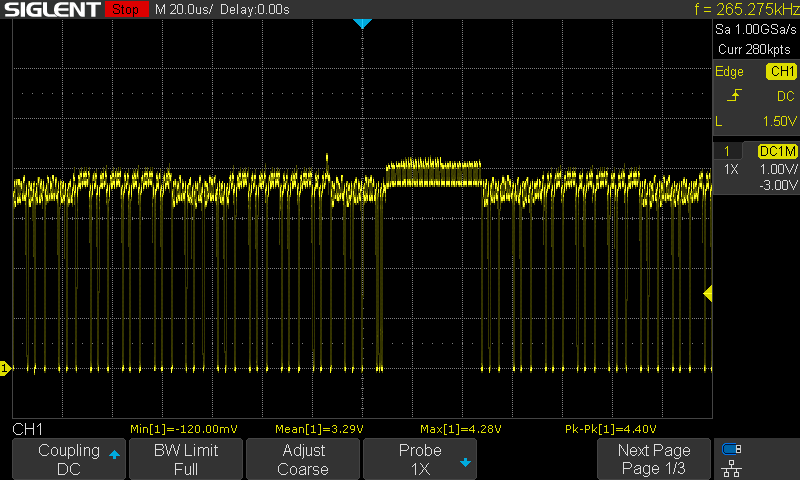 SIGLENT Stop M 20.0us/ Delay:0.00s f = 265.275kHz
Sa 1.00GSa/s
Curr 280kpts
Edge CH1
DC
L 1.50V
1 DC1M
1X 1.00V/
-3.00V
1
CH1 Min[1]=-120.00mV Mean[1]=3.29V Max[1]=4.28V Pk-Pk[1]=4.40V
Coupling BW Limit Adjust Probe Next Page
DC Full Coarse 1X Page 1/3